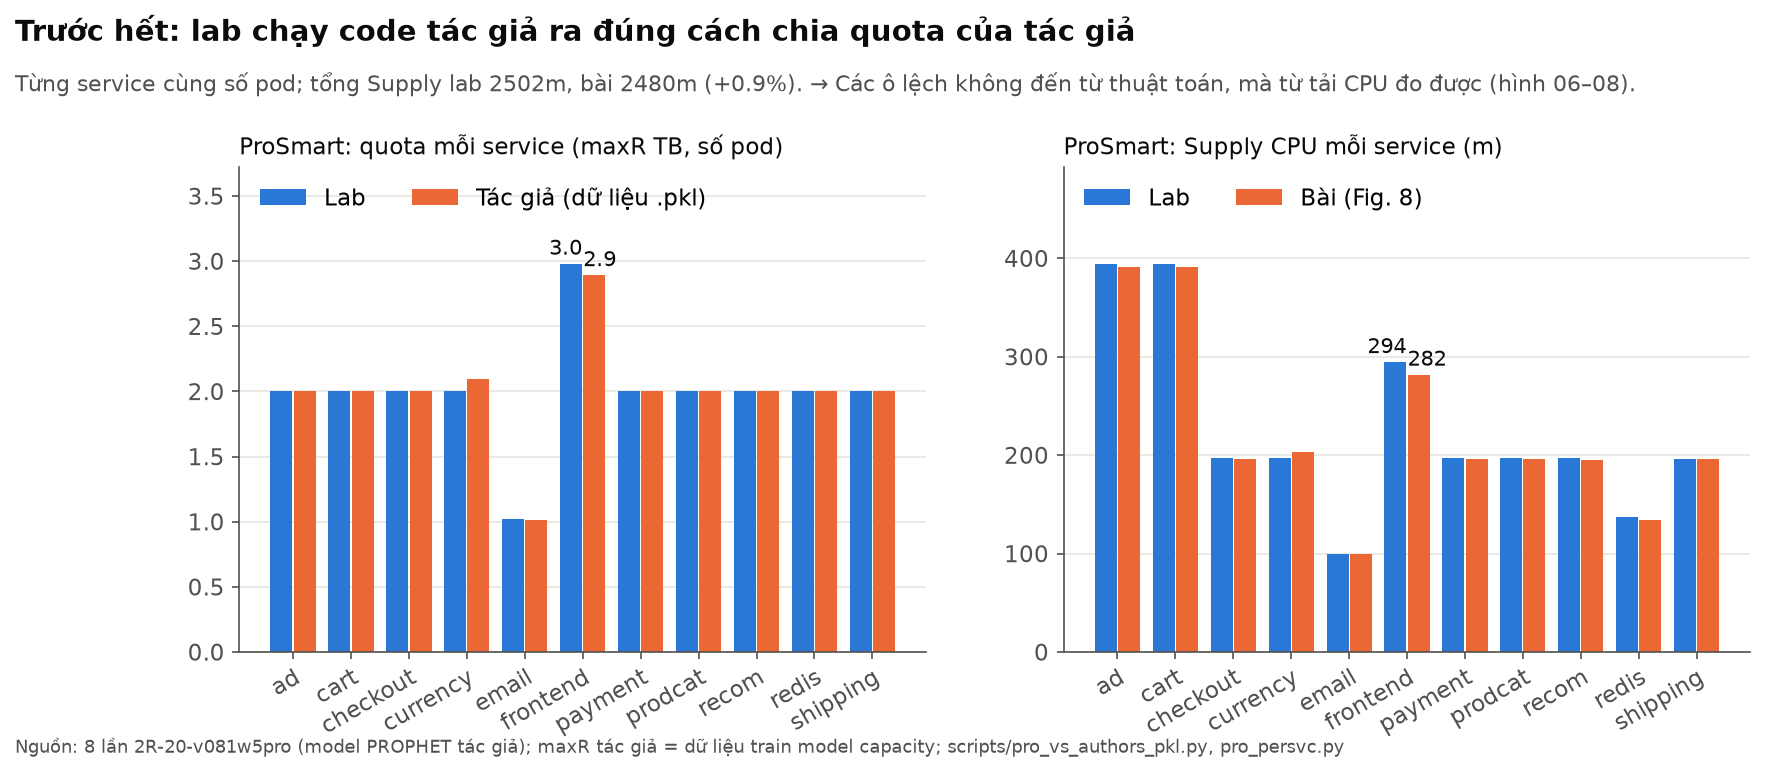 Trước hết: lab chạy code tác giả ra đúng cách chia quota của tác giả
Từng service cùng số pod; tổng Supply lab 2502m, bài 2480m (+0.9%). → Các ô lệch không đến từ thuật toán, mà từ tải CPU đo được (hình 06–08).
ProSmart: quota mỗi service (maxR TB, số pod)
Lab
Tác giả (dữ liệu .pkl)
3.5
3.0
2.5
2.0
1.5
1.0
0.5
0.0
3.0
2.9
ad
cart
checkout
currency
email
frontend
payment
prodcat
recom
redis
shipping
ProSmart: Supply CPU mỗi service (m)
Lab
Bài (Fig. 8)
400
300
200
100
0
294
282
ad
cart
checkout
currency
email
frontend
payment
prodcat
recom
redis
shipping
Nguồn: 8 lần 2R-20-v081w5pro (model PROPHET tác giả); maxR tác giả = dữ liệu train model capacity; scripts/pro_vs_authors_pkl.py, pro_persvc.py